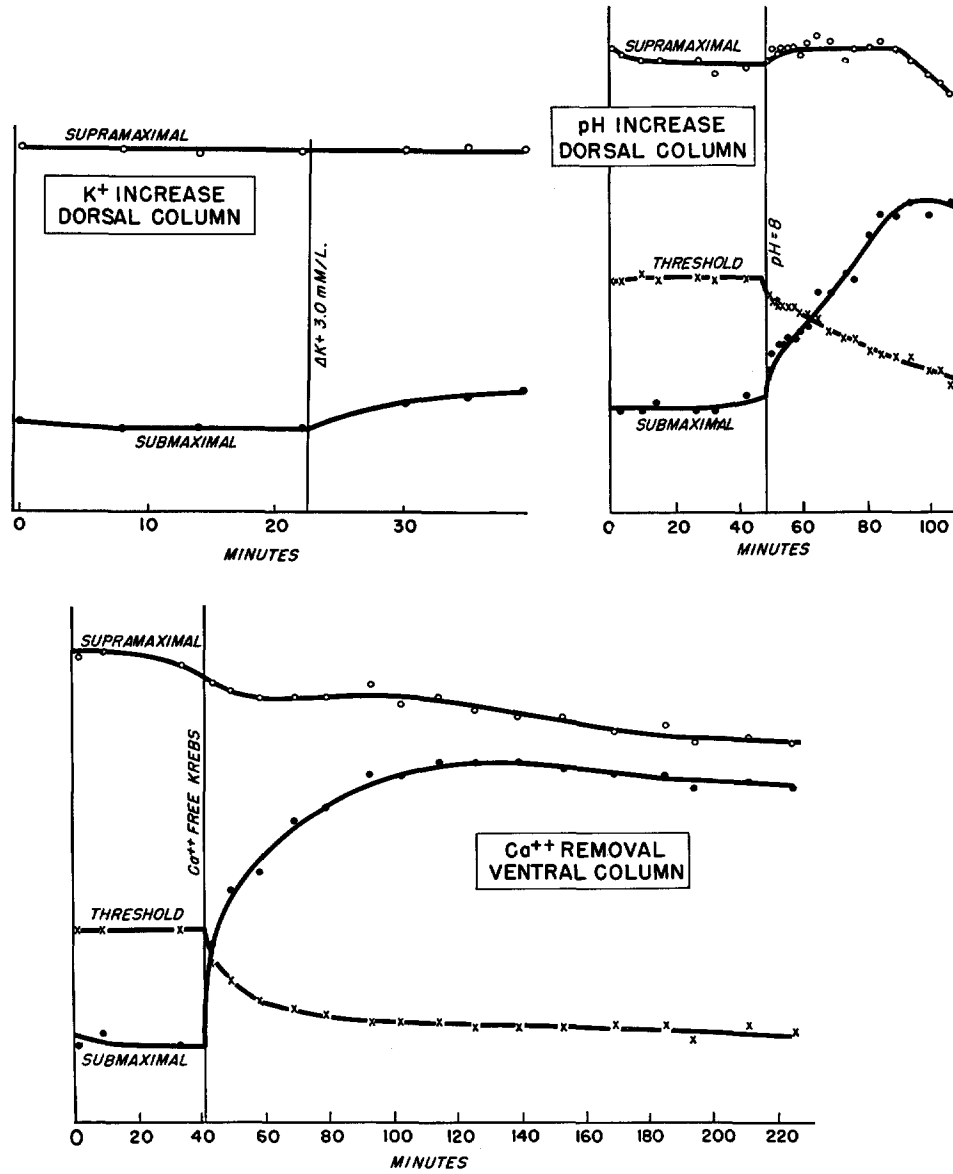 SUPRAMAXIMAL
K+ INCREASE
DORSAL COLUMN
ΔK+ 3.0 mM/L.
SUBMAXIMAL
0 10 20 30
MINUTES
SUPRAMAXIMAL
pH INCREASE
DORSAL COLUMN
THRESHOLD
pH = 8
SUBMAXIMAL
0 20 40 60 80 100
MINUTES
SUPRAMAXIMAL
Ca++ FREE KREBS
Ca++ REMOVAL
VENTRAL COLUMN
THRESHOLD
SUBMAXIMAL
0 20 40 60 80 100 120 140 160 180 200 220
MINUTES